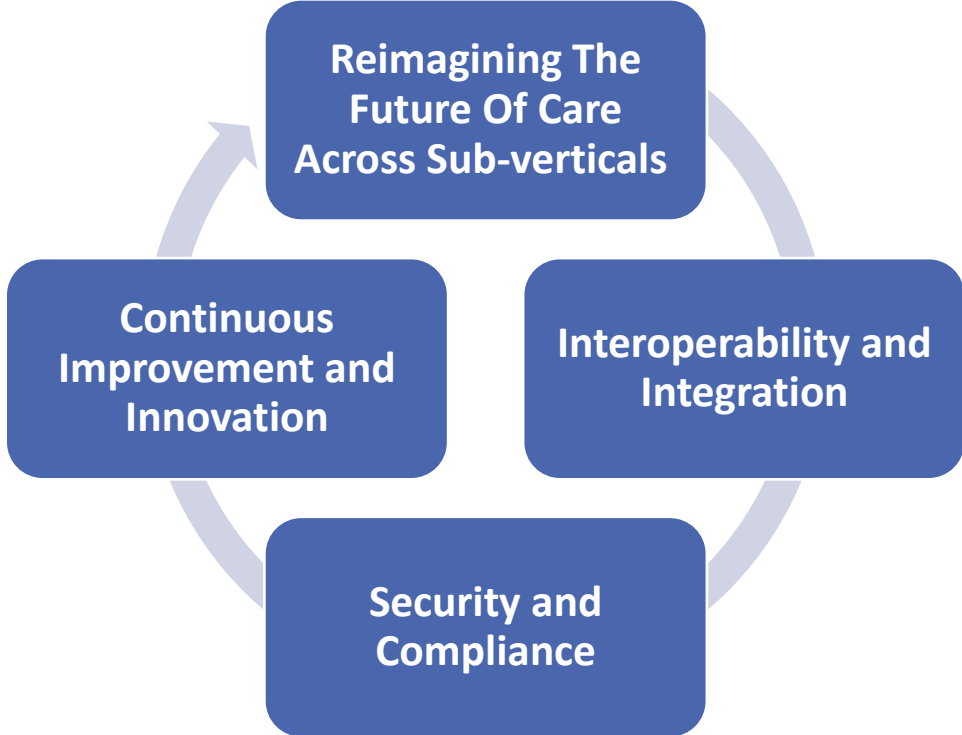 Reimagining The
Future Of Care
Across Sub-verticals
Interoperability and
Integration
Security and
Compliance
Continuous
Improvement and
Innovation